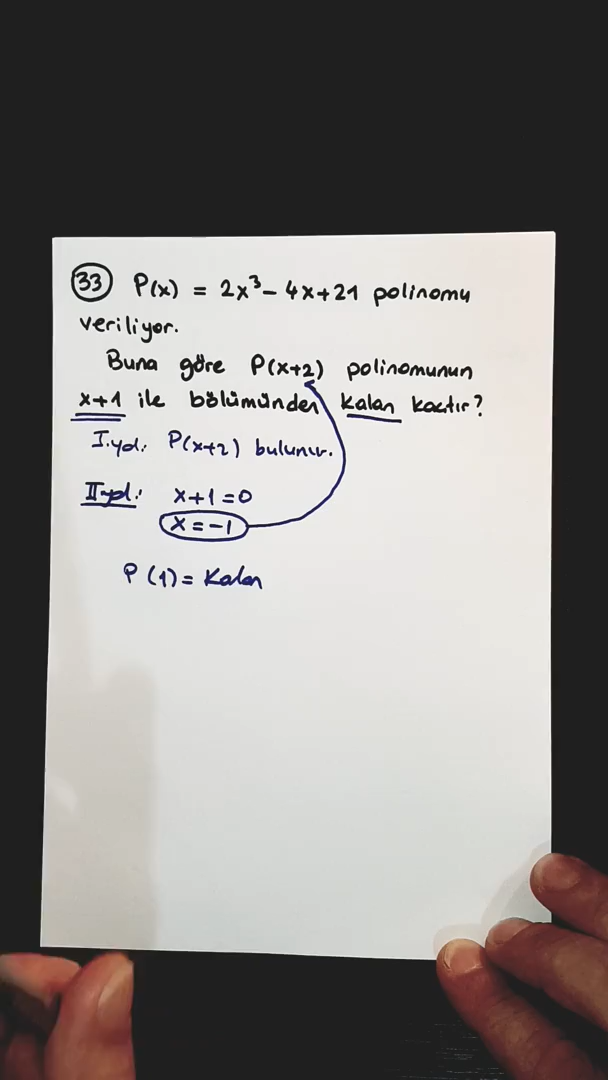 33 P(x) = 2x³ - 4x + 21 polinomu
veriliyor.
Buna göre P(x+2) polinomunun
x+1 ile bölümünden kalan kaçtır?
I.yol: P(x+2) bulunur.
II.yol: x+1=0
x=-1
P(1) = Kalan